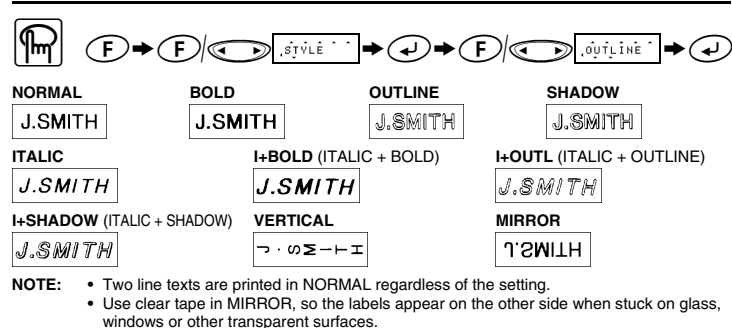 F F/ STYLE F/ OUTLINE
NORMAL BOLD OUTLINE SHADOW
J.SMITH J.SMITH J.SMITH J.SMITH
ITALIC I+BOLD (ITALIC + BOLD) I+OUTL (ITALIC + OUTLINE)
J.SMITH J.SMITH J.SMITH
I+SHADOW (ITALIC + SHADOW) VERTICAL MIRROR
J.SMITH J.SMITH J.SMITH
NOTE: • Two line texts are printed in NORMAL regardless of the setting.
• Use clear tape in MIRROR, so the labels appear on the other side when stuck on glass,
windows or other transparent surfaces.